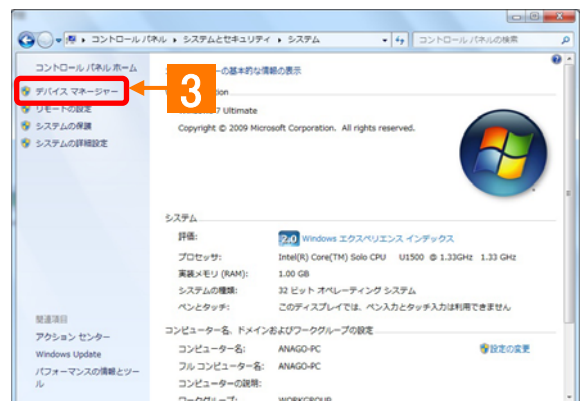 コントロール パネル ▸ システムとセキュリティ ▸ システム
コントロール パネルの検索
コントロール パネル ホーム
デバイス マネージャー
リモートの設定
システムの保護
システムの詳細設定
3
ーの基本的な情報の表示
7 Ultimate
Copyright © 2009 Microsoft Corporation. All rights reserved.
システム
評価:
2.0 Windows エクスペリエンス インデックス
プロセッサ:
Intel(R) Core(TM) Solo CPU U1500 @ 1.33GHz 1.33 GHz
実装メモリ (RAM):
1.00 GB
システムの種類:
32 ビット オペレーティング システム
ペンとタッチ:
このディスプレイでは、ペン入力とタッチ入力は利用できません
コンピューター名、ドメインおよびワークグループの設定
コンピューター名:
ANAGO-PC
設定の変更
フル コンピューター名:
ANAGO-PC
コンピューターの説明:
ワークグループ:
WORKGROUP
関連項目
アクション センター
Windows Update
パフォーマンスの情報とツー
ル